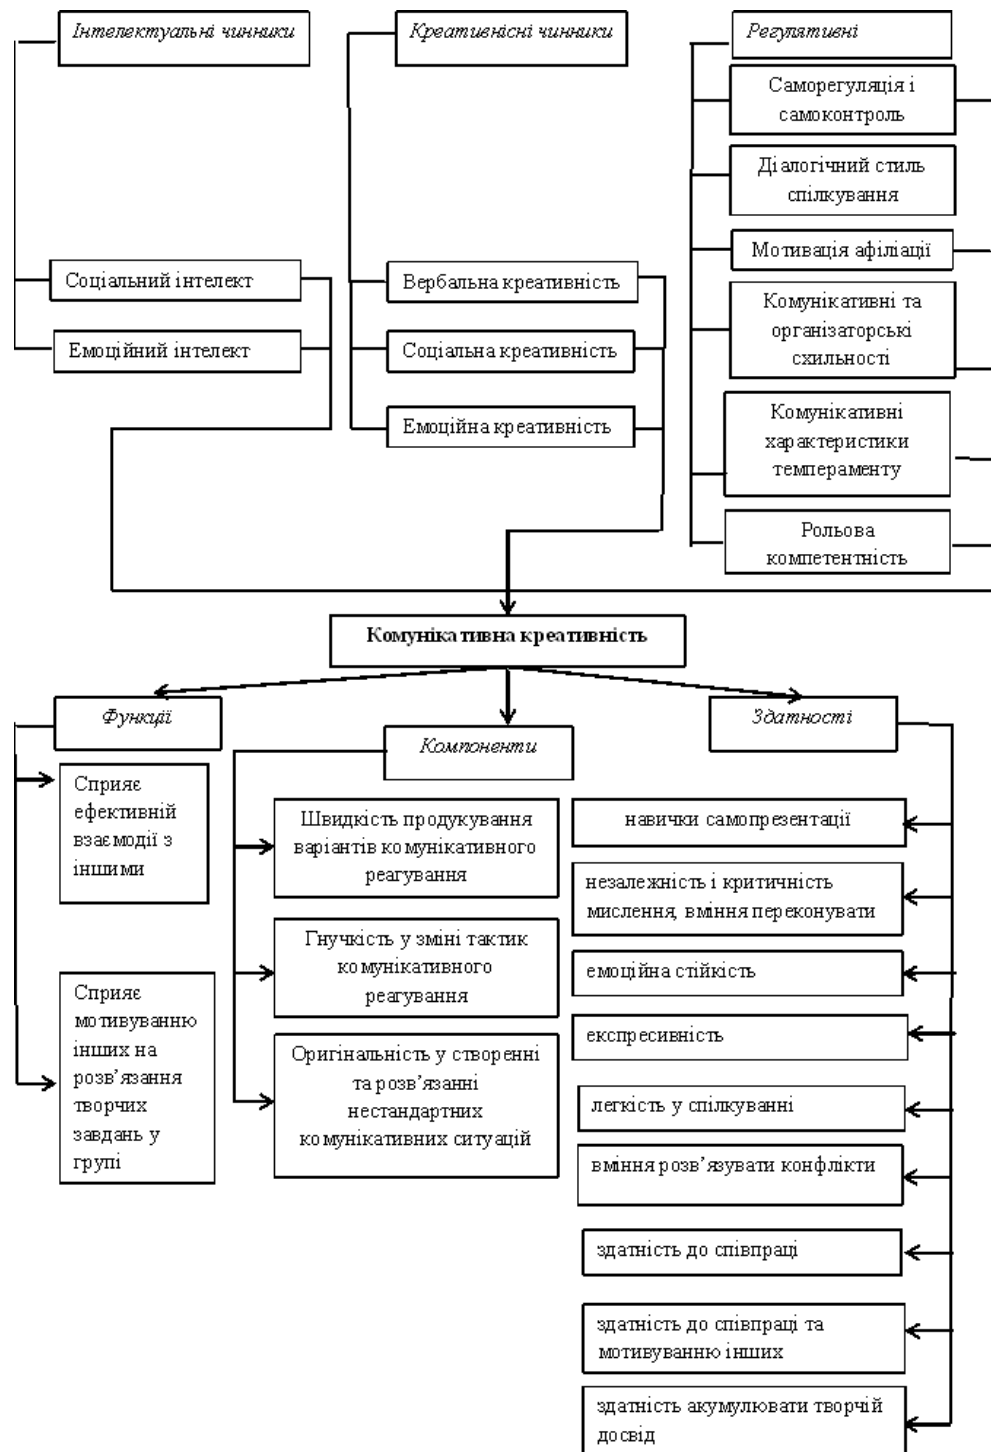 Інтелектуальні чинники
Креативнісні чинники
Регулятивні
Саморегуляція і
самоконтроль
Діалогічний стиль
спілкування
Мотивація афіліації
Соціальний інтелект
Вербальна креативність
Комунікативні та
організаторські
схильності
Емоційний інтелект
Соціальна креативність
Емоційна креативність
Комунікативні
характеристики
темпераменту
Рольова
компетентність
Комунікативна креативність
Функції
Компоненти
Здатності
Сприяє
ефективній
взаємодії з
іншими
Сприяє
мотивуванню
інших на
розв’язання
творчих
завдань у
групі
Швидкість продукування
варіантів комунікативного
реагування
Гнучкість у зміні тактик
комунікативного
реагування
Оригінальність у створенні
та розв’язанні
нестандартних
комунікативних ситуацій
навички самопрезентації
незалежність і критичність
мислення, вміння переконувати
емоційна стійкість
експресивність
легкість у спілкуванні
вміння розв’язувати конфлікти
здатність до співпраці
здатність до співпраці та
мотивуванню інших
здатність акумулювати творчій
досвід